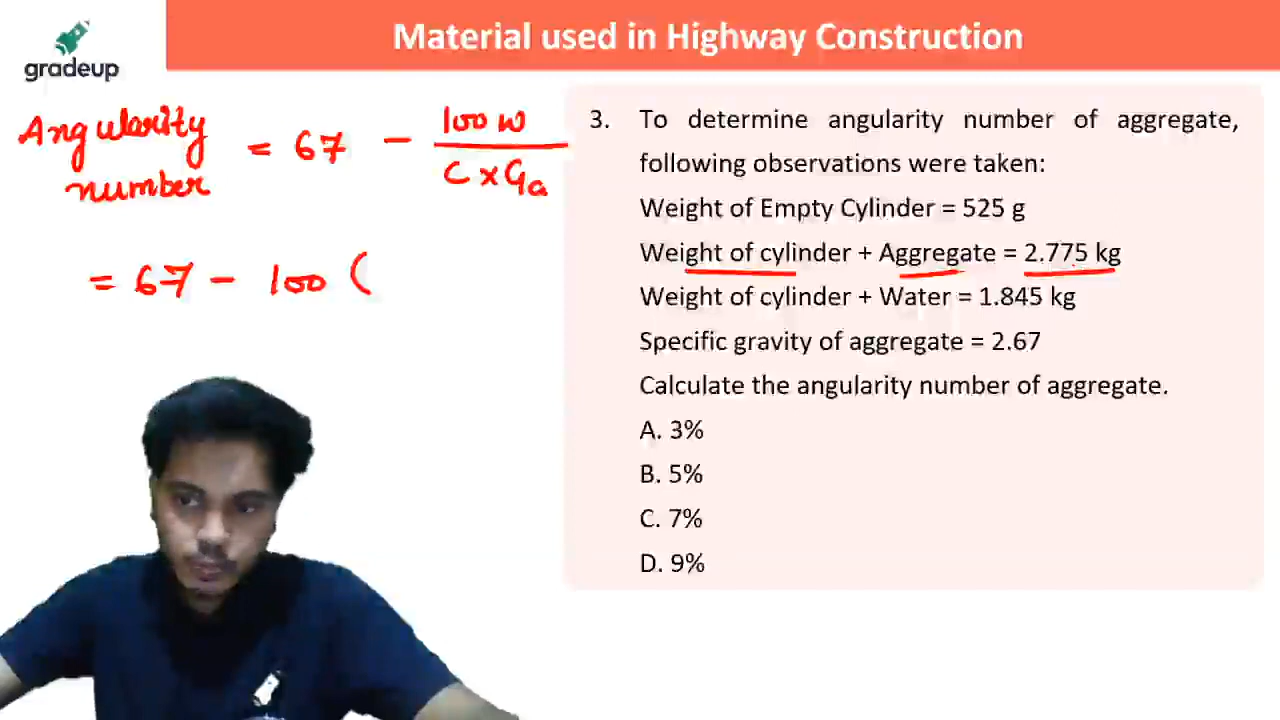 gradeup
Material used in Highway Construction
Angularity number = 67 - 100 W / C × Ga
= 67 - 100 (
3. To determine angularity number of aggregate,
following observations were taken:
Weight of Empty Cylinder = 525 g
Weight of cylinder + Aggregate = 2.775 kg
Weight of cylinder + Water = 1.845 kg
Specific gravity of aggregate = 2.67
Calculate the angularity number of aggregate.
A. 3%
B. 5%
C. 7%
D. 9%